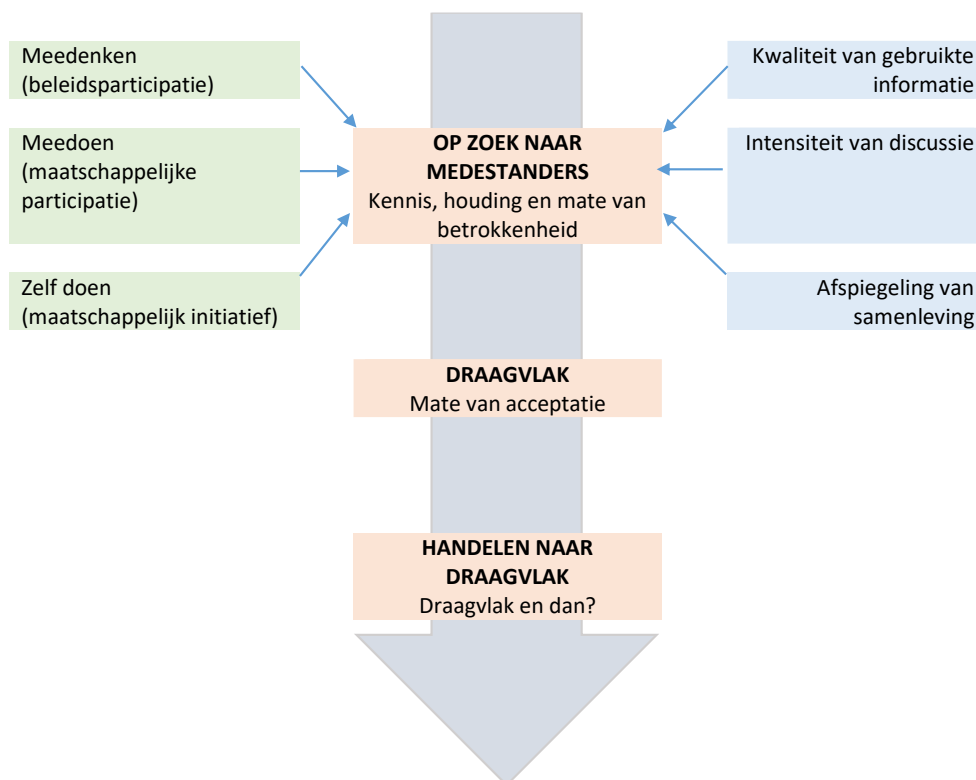 Meedenken
(beleidsparticipatie)
Meedoen
(maatschappelijke
participatie)
Zelf doen
(maatschappelijk initiatief)
OP ZOEK NAAR
MEDESTANDERS
Kennis, houding en mate van
betrokkenheid
Kwaliteit van gebruikte
informatie
Intensiteit van discussie
Afspiegeling van
samenleving
DRAAGVLAK
Mate van acceptatie
HANDELEN NAAR
DRAAGVLAK
Draagvlak en dan?